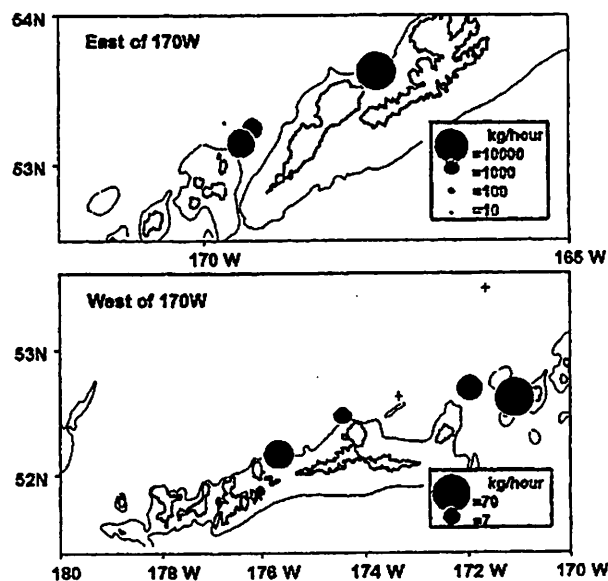 54N
East of 170W
53N
kg/hour
=10000
=1000
=100
=10
170 W
165 W
West of 170W
53N
52N
kg/hour
=70
=7
180
178 W
176 W
174 W
172 W
170 W